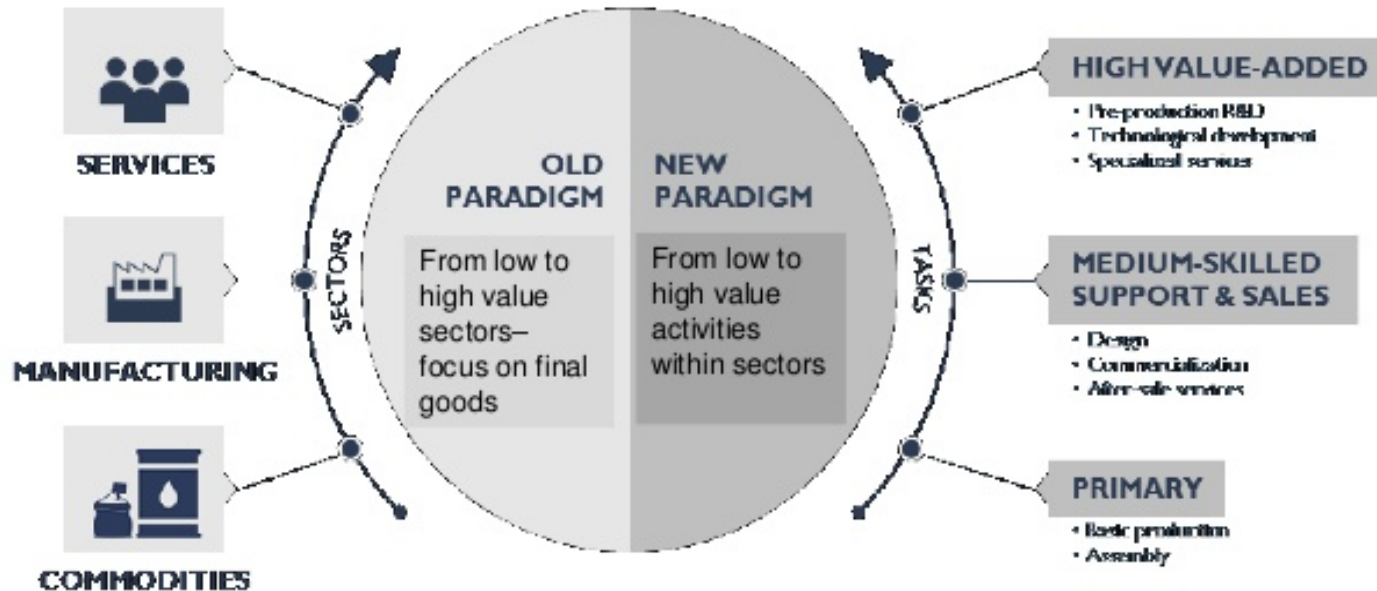 SERVICES
MANUFACTURING
COMMODITIES
SECTORS
OLD
PARADIGM
From low to
high value
sectors–
focus on final
goods
NEW
PARADIGM
From low to
high value
activities
within sectors
TASKS
HIGH VALUE-ADDED
• Pre-production R&D
• Technological development
• Specialized services
MEDIUM-SKILLED
SUPPORT & SALES
• Design
• Commercialization
• After-sale services
PRIMARY
• Basic production
• Assembly